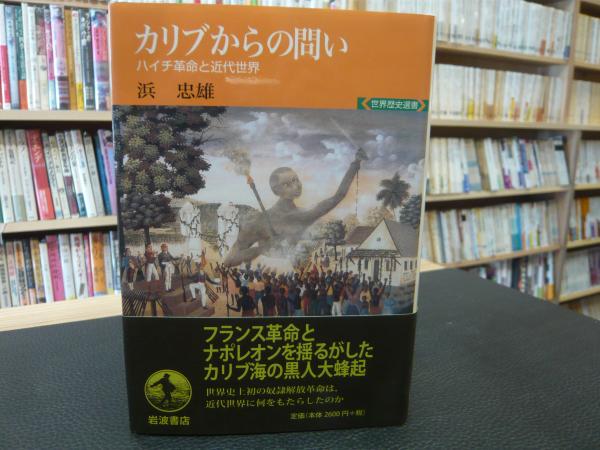 カリブからの問い
ハイチ革命と近代世界
浜 忠雄
世界歴史選書
フランス革命と
ナポレオンを揺るがした
カリブ海の黒人大蜂起
世界史上初の奴隷解放革命は、
近代世界に何をもたらしたのか
岩波書店
定価(本体 2600 円+税)